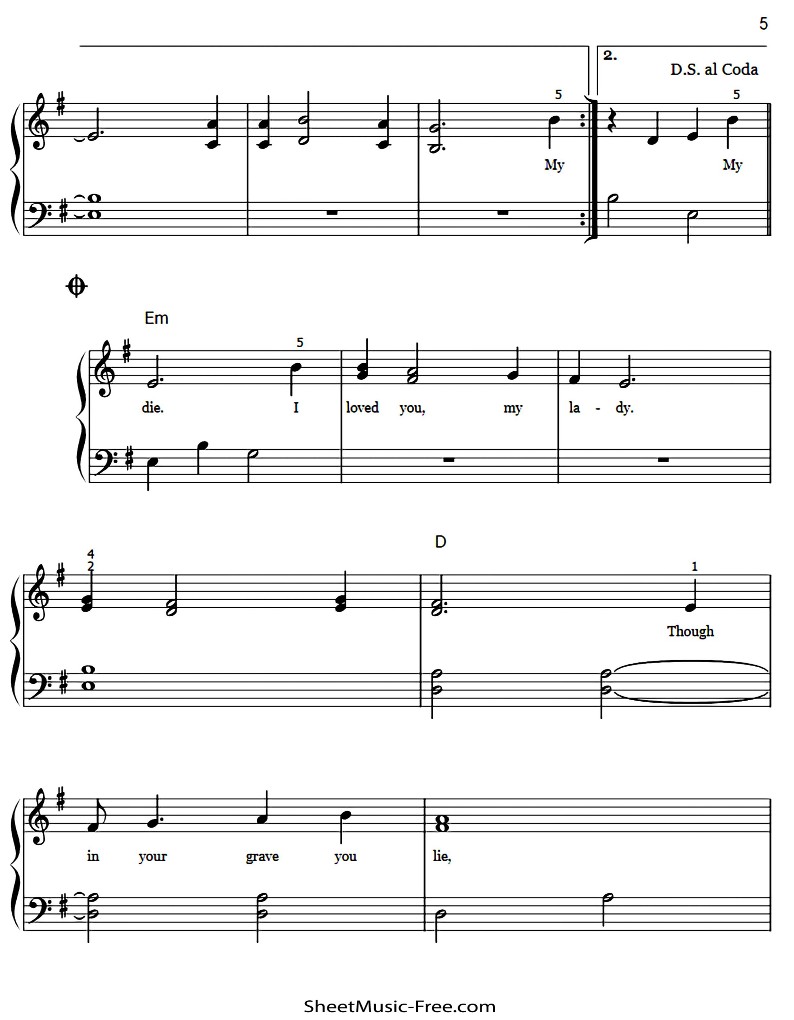 5
2.
D.S. al Coda
5 5
My My
Em
5
die. I loved you, my la - dy.
D
4
2 1
Though
in your grave you lie,
SheetMusic-Free.com